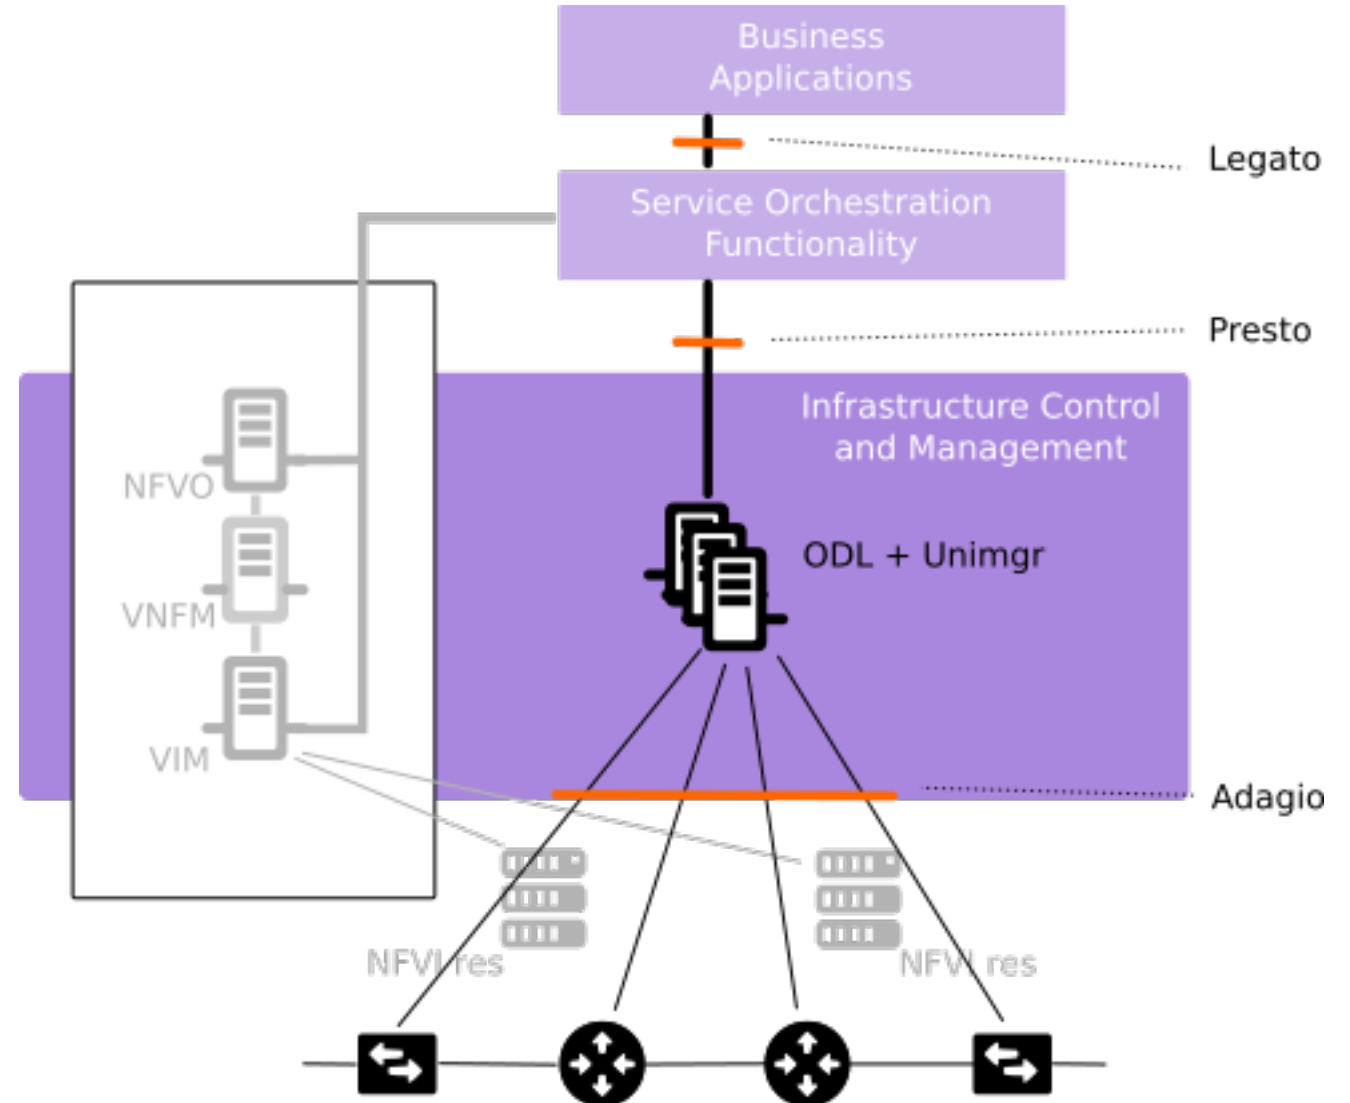 Business
Applications
Legato
Service Orchestration
Functionality
Presto
Infrastructure Control
and Management
NFVO
ODL + Unimgr
VNFM
VIM
Adagio
NFVI res
NFVI res